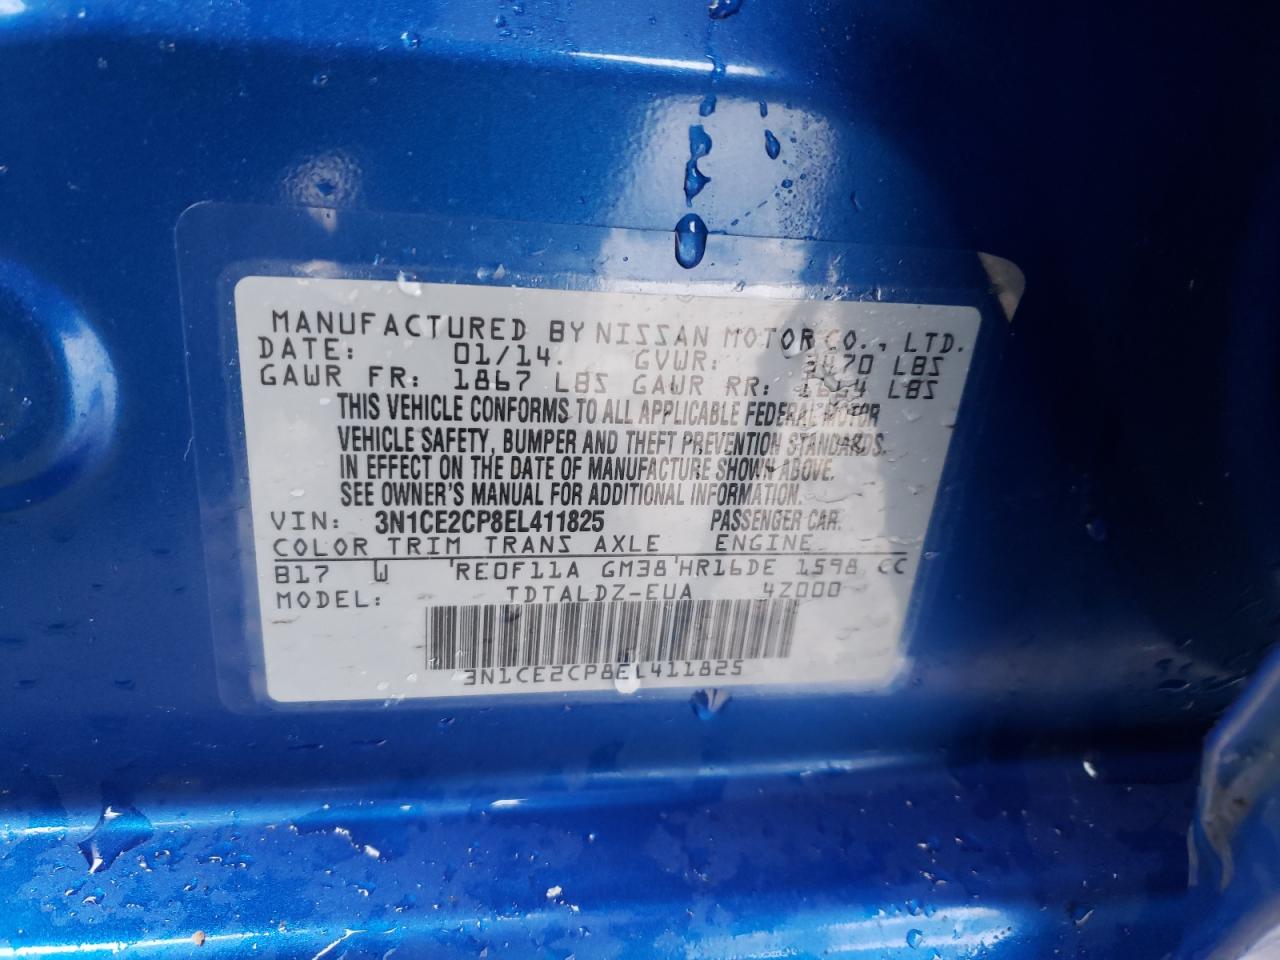 MANUFACTURED BY NISSAN MOTOR CO., LTD.
DATE: 01/14. GVWR: 3470 LBS
GAWR FR: 1867 LBS GAWR RR: LBS
THIS VEHICLE CONFORMS TO ALL APPLICABLE FEDERAL MOTOR
VEHICLE SAFETY, BUMPER AND THEFT PREVENTION STANDARDS.
IN EFFECT ON THE DATE OF MANUFACTURE SHOWN ABOVE.
SEE OWNER'S MANUAL FOR ADDITIONAL INFORMATION.
VIN: 3N1CE2CP8EL411825 PASSENGER CAR.
COLOR TRIM TRANS AXLE ENGINE
B17 W 'RE0F11A GM38'HR16DE 1598 CC
MODEL: TDTALDZ-EUA 4Z000
3N1CE2CP8EL411825